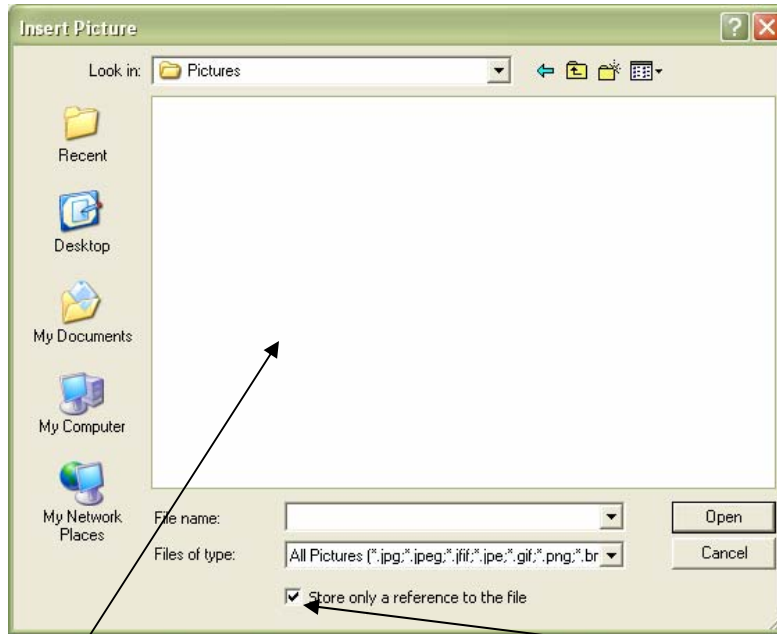 Insert Picture
Look in: Pictures
Recent
Desktop
My Documents
My Computer
My Network
Places
File name:
Open
Files of type: All Pictures (*.jpg;*.jpeg;*.jfif;*.jpe;*.gif;*.png;*.br
Cancel
Store only a reference to the file